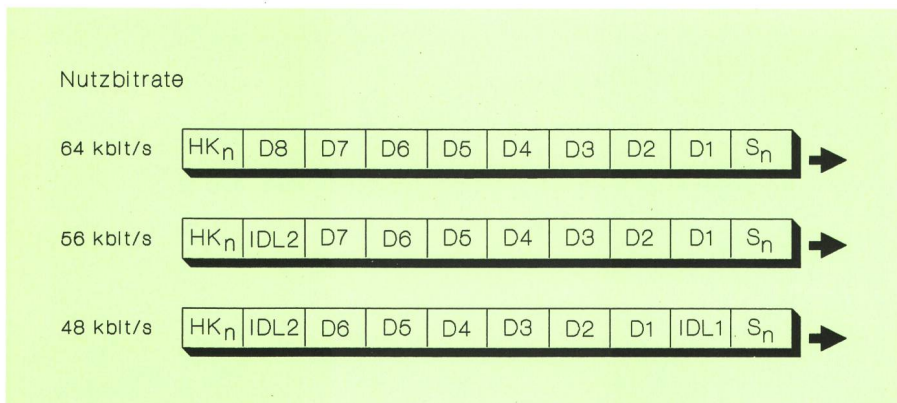 Nutzbitrate
64 kbit/s HKn D8 D7 D6 D5 D4 D3 D2 D1 Sn
56 kbit/s HKn IDL2 D7 D6 D5 D4 D3 D2 D1 Sn
48 kbit/s HKn IDL2 D6 D5 D4 D3 D2 D1 IDL1 Sn